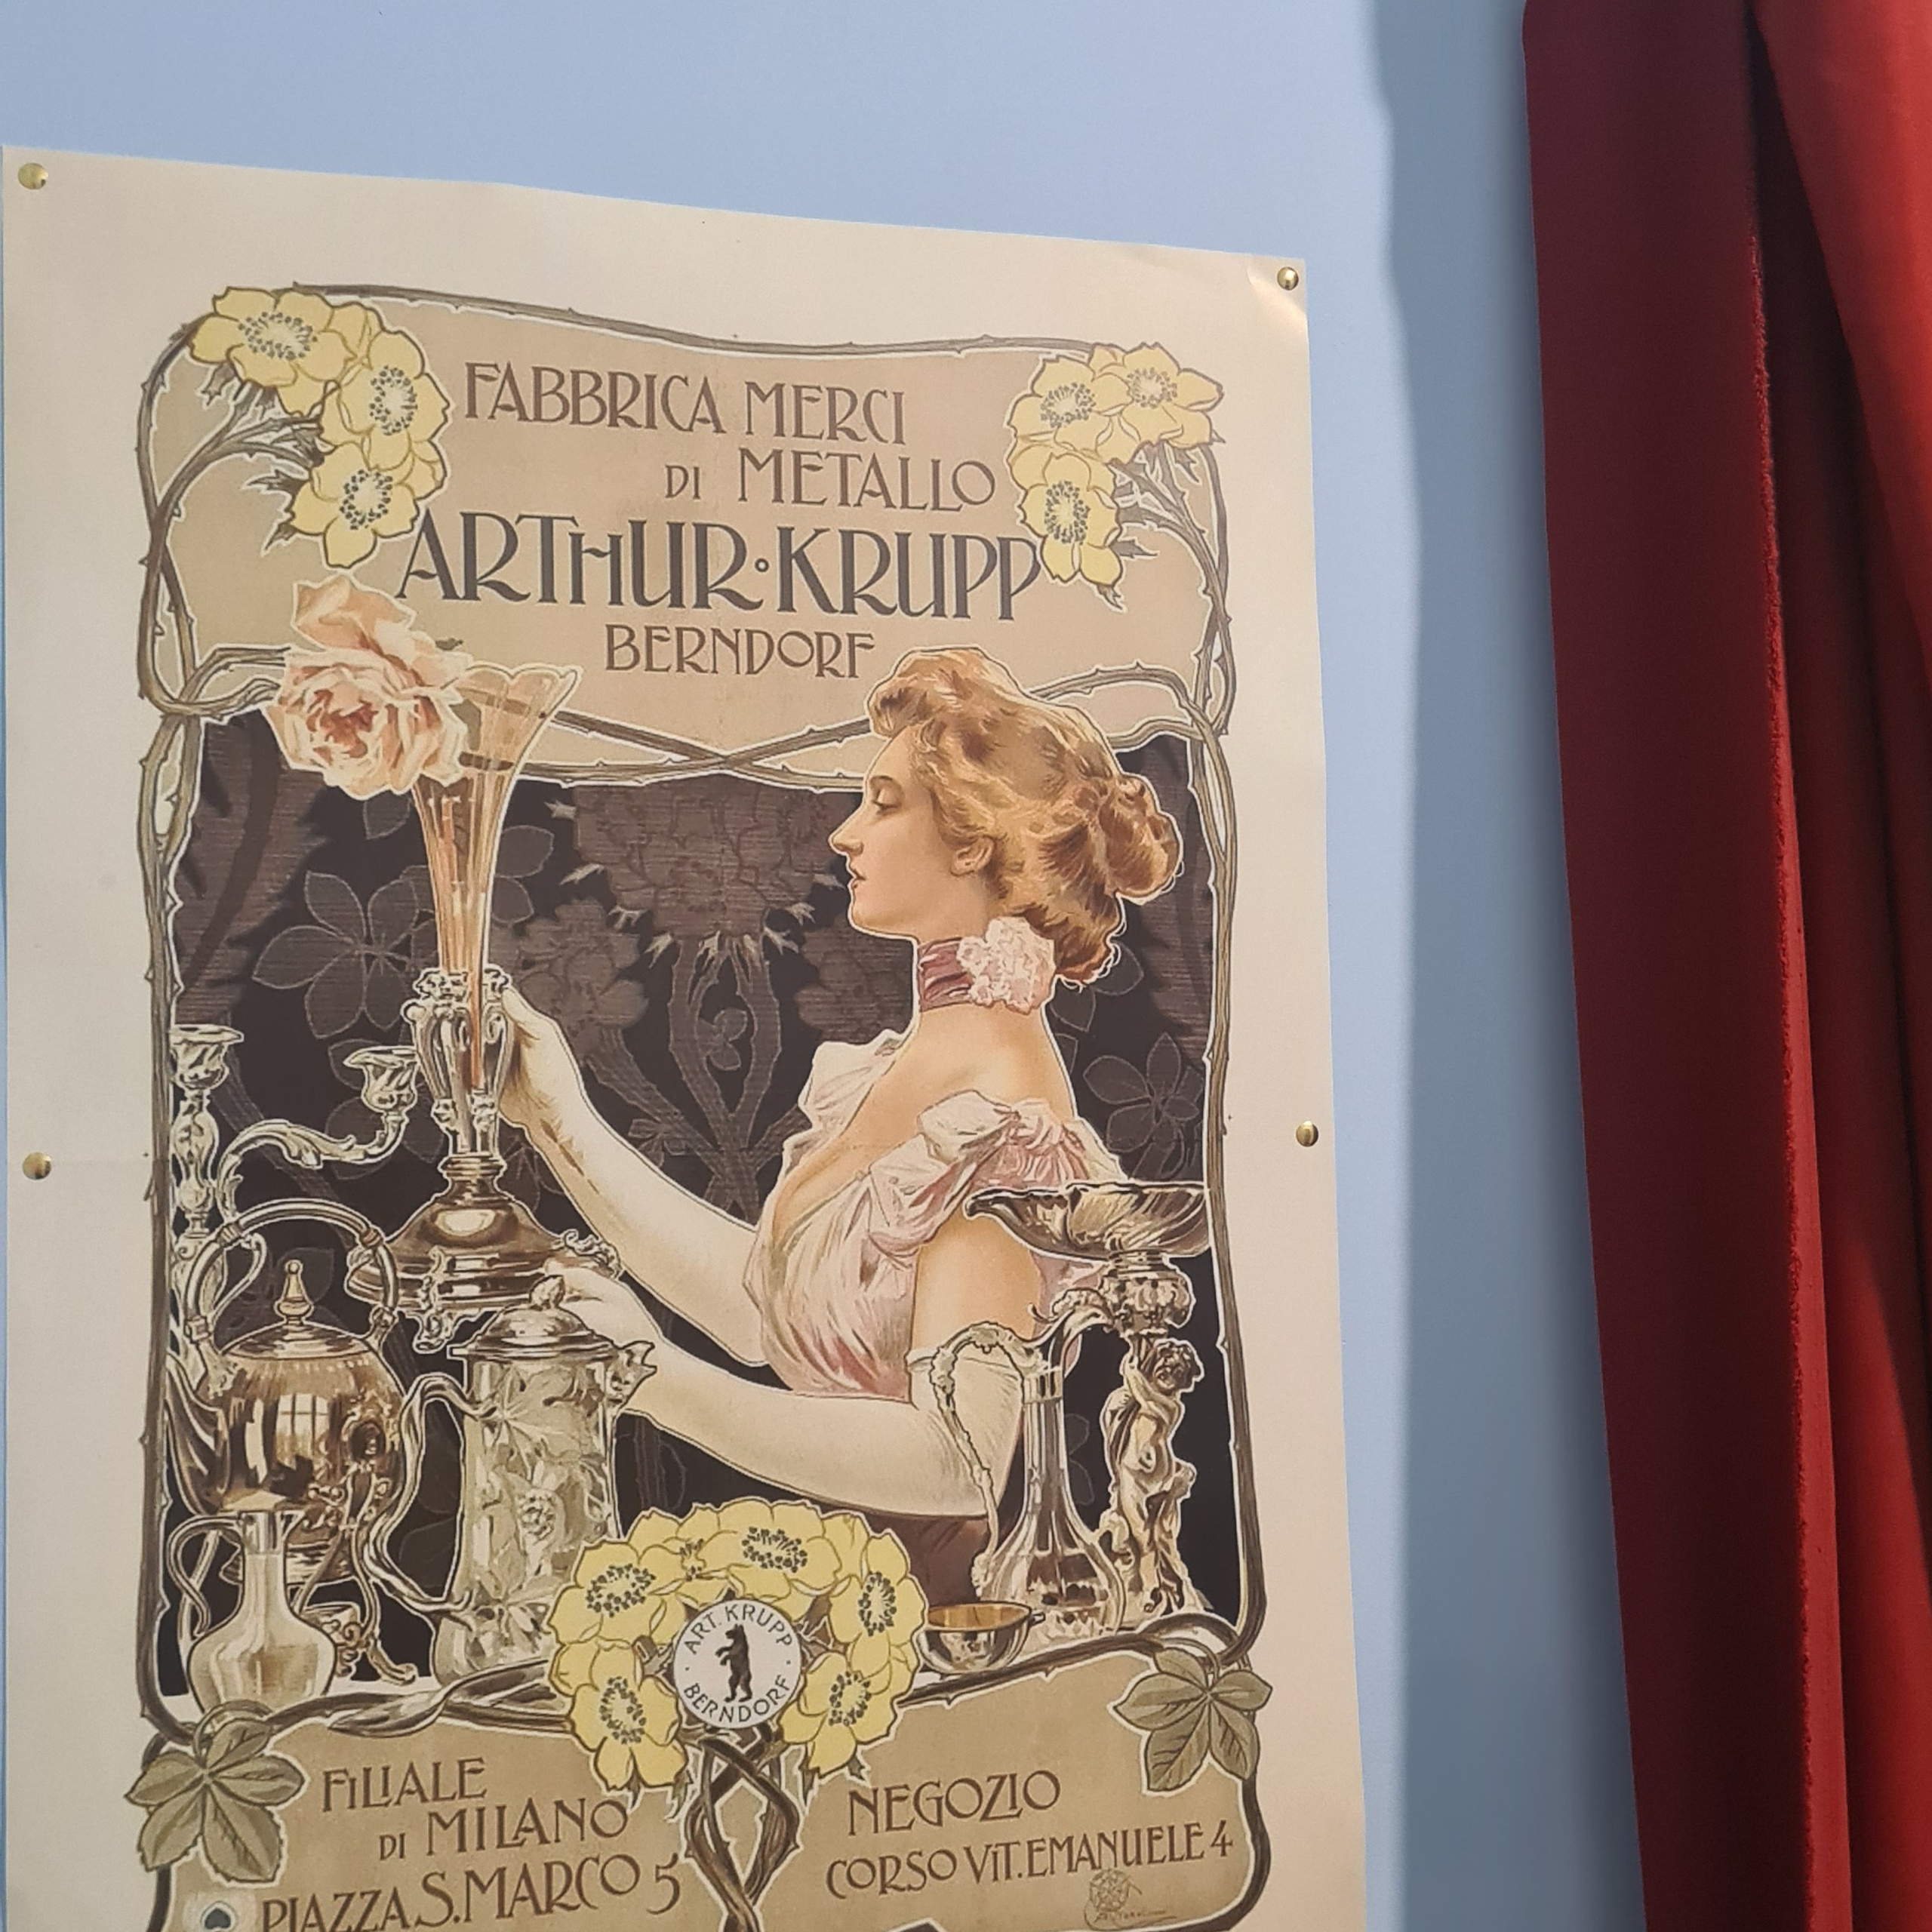 FABBRICA MERCI
DI METALLO
ARTHUR·KRUPP
BERNDORF
ART. KRUPP
BERNDORF
FILIALE
DI MILANO
PIAZZA S. MARCO 5
NEGOZIO
CORSO VIT. EMANUELE 4